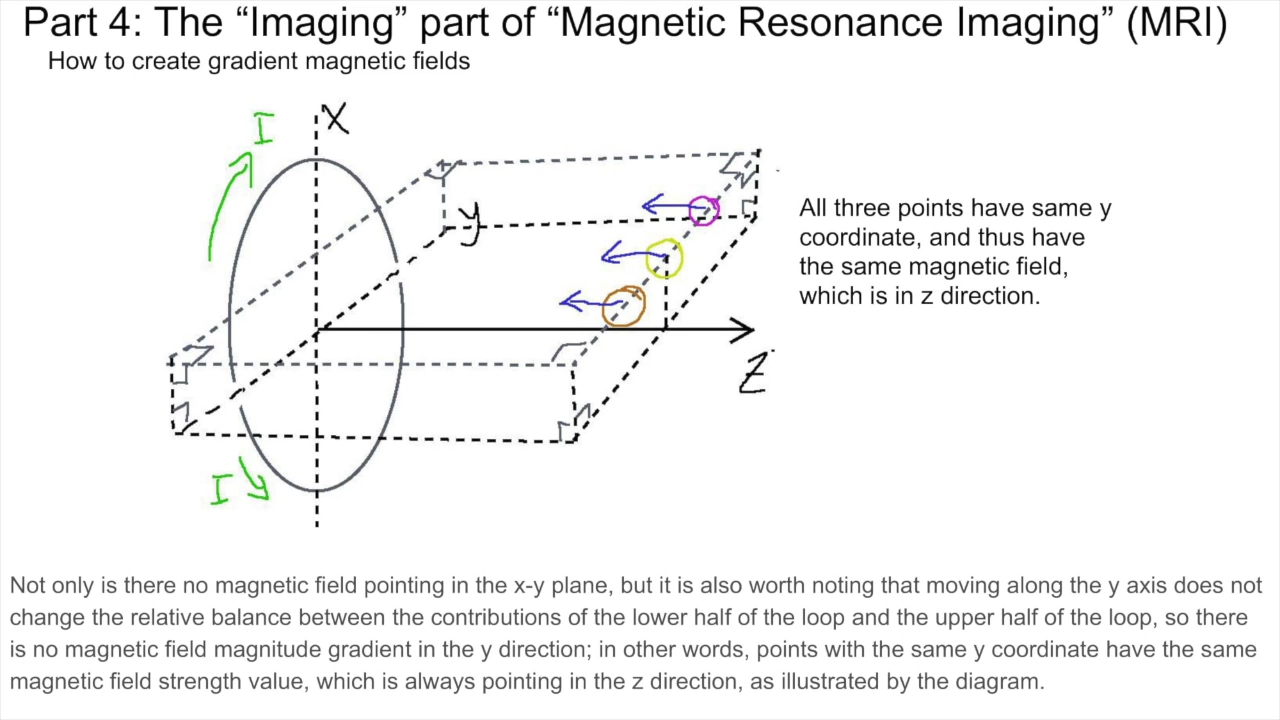 Part 4: The “Imaging” part of “Magnetic Resonance Imaging” (MRI)
How to create gradient magnetic fields
I
X
y
All three points have same y
coordinate, and thus have
the same magnetic field,
which is in z direction.
Z
I
Not only is there no magnetic field pointing in the x-y plane, but it is also worth noting that moving along the y axis does not
change the relative balance between the contributions of the lower half of the loop and the upper half of the loop, so there
is no magnetic field magnitude gradient in the y direction; in other words, points with the same y coordinate have the same
magnetic field strength value, which is always pointing in the z direction, as illustrated by the diagram.